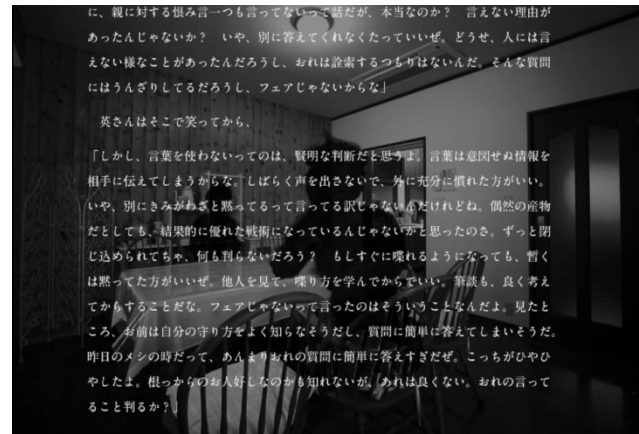 に、親に対する恨み言一つも言ってないって話だが、本当なのか？　言えない理由が
あったんじゃないか？　いや、別に答えてくれなくたっていいぜ。どうせ、人には言
えない様なことがあったんだろうし、おれは詮索するつもりはないんだ。そんな質問
にはうんざりしてるだろうし、フェアじゃないからな」
　英さんはそこで笑ってから、
「しかし、言葉を使わないってのは、賢明な判断だと思うよ。言葉は意図せぬ情報を
相手に伝えてしまうからな。しばらく声を出さないで、外に充分に慣れた方がいい。
いや、別にきみがわざと黙ってるって言ってる訳じゃないんだけれどね。偶然の産物
だとしても、結果的に優れた戦術になっているんじゃないかと思ったのさ。ずっと閉
じ込められてちゃ、何も判らないだろう？　もしすぐに喋れるようになっても、暫く
は黙ってた方がいいぜ。他人を見て、喋り方を学んでからでいい。筆談も、良く考え
てからすることだな。フェアじゃないって言ったのはそういうことなんだよ。見たと
ころ、お前は自分の守り方をよく知らなそうだし、質問に簡単に答えてしまいそうだ。
昨日のメシの時だって、あんまりおれの質問に簡単に答えすぎだぜ。こっちがひやひ
やしたよ。根っからのお人好しなのかも知れないが、あれは良くない。おれの言って
ること判るか？」